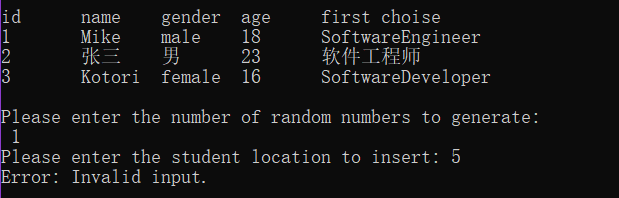 id name gender age first choise
1 Mike male 18 SoftwareEngineer
2 张三 男 23 软件工程师
3 Kotori female 16 SoftwareDeveloper
Please enter the number of random numbers to generate:
1
Please enter the student location to insert: 5
Error: Invalid input.